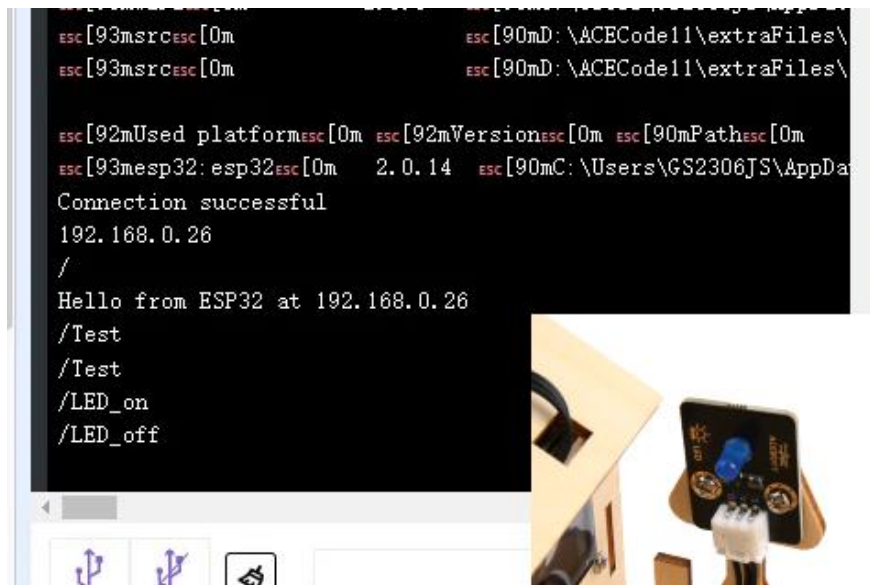 ESC[93msrcESC[0m ESC[90mD:\ACECode11\extraFiles\
ESC[93msrcESC[0m ESC[90mD:\ACECode11\extraFiles\
ESC[92mUsed platformESC[0m ESC[92mVersionESC[0m ESC[90mPathESC[0m
ESC[93mesp32:esp32ESC[0m 2.0.14 ESC[90mC:\Users\GS2306JS\AppDa
Connection successful
192.168.0.26
/
Hello from ESP32 at 192.168.0.26
/Test
/Test
/LED_on
/LED_off
LED